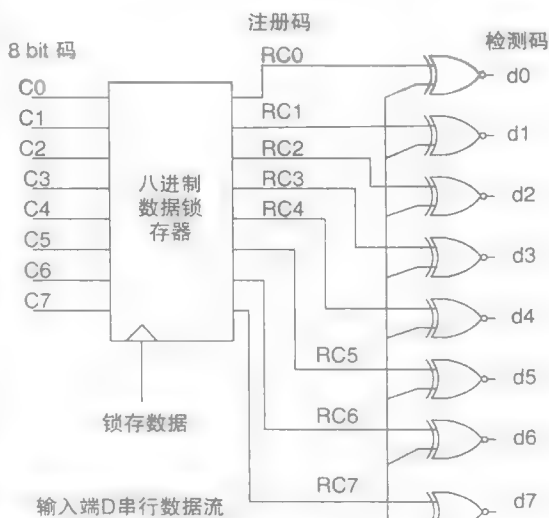 注册码
8 bit 码
检测码
C0
C1
C2
C3
C4
C5
C6
C7
八进制
数据锁
存器
锁存数据
输入端D串行数据流
RC0
RC1
RC2
RC3
RC4
RC5
RC6
RC7
d0
d1
d2
d3
d4
d5
d6
d7